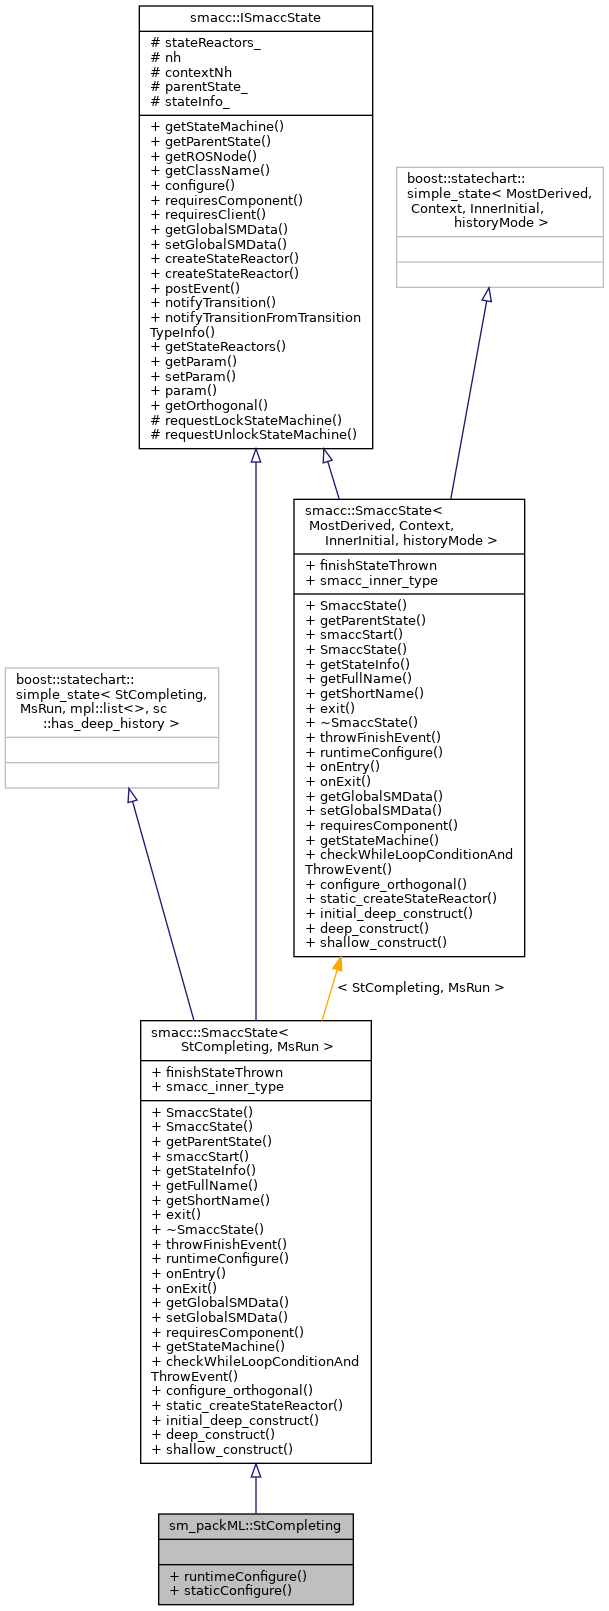 smacc::ISmaccState
# stateReactors_
# nh
# contextNh
# parentState_
# stateInfo_
+ getStateMachine()
+ getParentState()
+ getROSNode()
+ getClassName()
+ configure()
+ requiresComponent()
+ requiresClient()
+ getGlobalSMData()
+ setGlobalSMData()
+ createStateReactor()
+ createStateReactor()
+ postEvent()
+ notifyTransition()
+ notifyTransitionFromTransition
TypeInfo()
+ getStateReactors()
+ getParam()
+ setParam()
+ param()
+ getOrthogonal()
# requestLockStateMachine()
# requestUnlockStateMachine()
boost::statechart::
simple_state< MostDerived,
Context, InnerInitial,
historyMode >
smacc::SmaccState<
MostDerived, Context,
InnerInitial, historyMode >
+ finishStateThrown
+ smacc_inner_type
+ SmaccState()
+ getParentState()
+ smaccStart()
+ SmaccState()
+ getStateInfo()
+ getFullName()
+ getShortName()
+ exit()
+ ~SmaccState()
+ throwFinishEvent()
+ runtimeConfigure()
+ onEntry()
+ onExit()
+ getGlobalSMData()
+ setGlobalSMData()
+ requiresComponent()
+ getStateMachine()
+ checkWhileLoopConditionAnd
ThrowEvent()
+ configure_orthogonal()
+ static_createStateReactor()
+ initial_deep_construct()
+ deep_construct()
+ shallow_construct()
boost::statechart::
simple_state< StCompleting,
MsRun, mpl::list<>, sc
::has_deep_history >
< StCompleting, MsRun >
smacc::SmaccState<
StCompleting, MsRun >
+ finishStateThrown
+ smacc_inner_type
+ SmaccState()
+ SmaccState()
+ getParentState()
+ smaccStart()
+ getStateInfo()
+ getFullName()
+ getShortName()
+ exit()
+ ~SmaccState()
+ throwFinishEvent()
+ runtimeConfigure()
+ onEntry()
+ onExit()
+ getGlobalSMData()
+ setGlobalSMData()
+ requiresComponent()
+ getStateMachine()
+ checkWhileLoopConditionAnd
ThrowEvent()
+ configure_orthogonal()
+ static_createStateReactor()
+ initial_deep_construct()
+ deep_construct()
+ shallow_construct()
sm_packML::StCompleting
+ runtimeConfigure()
+ staticConfigure()